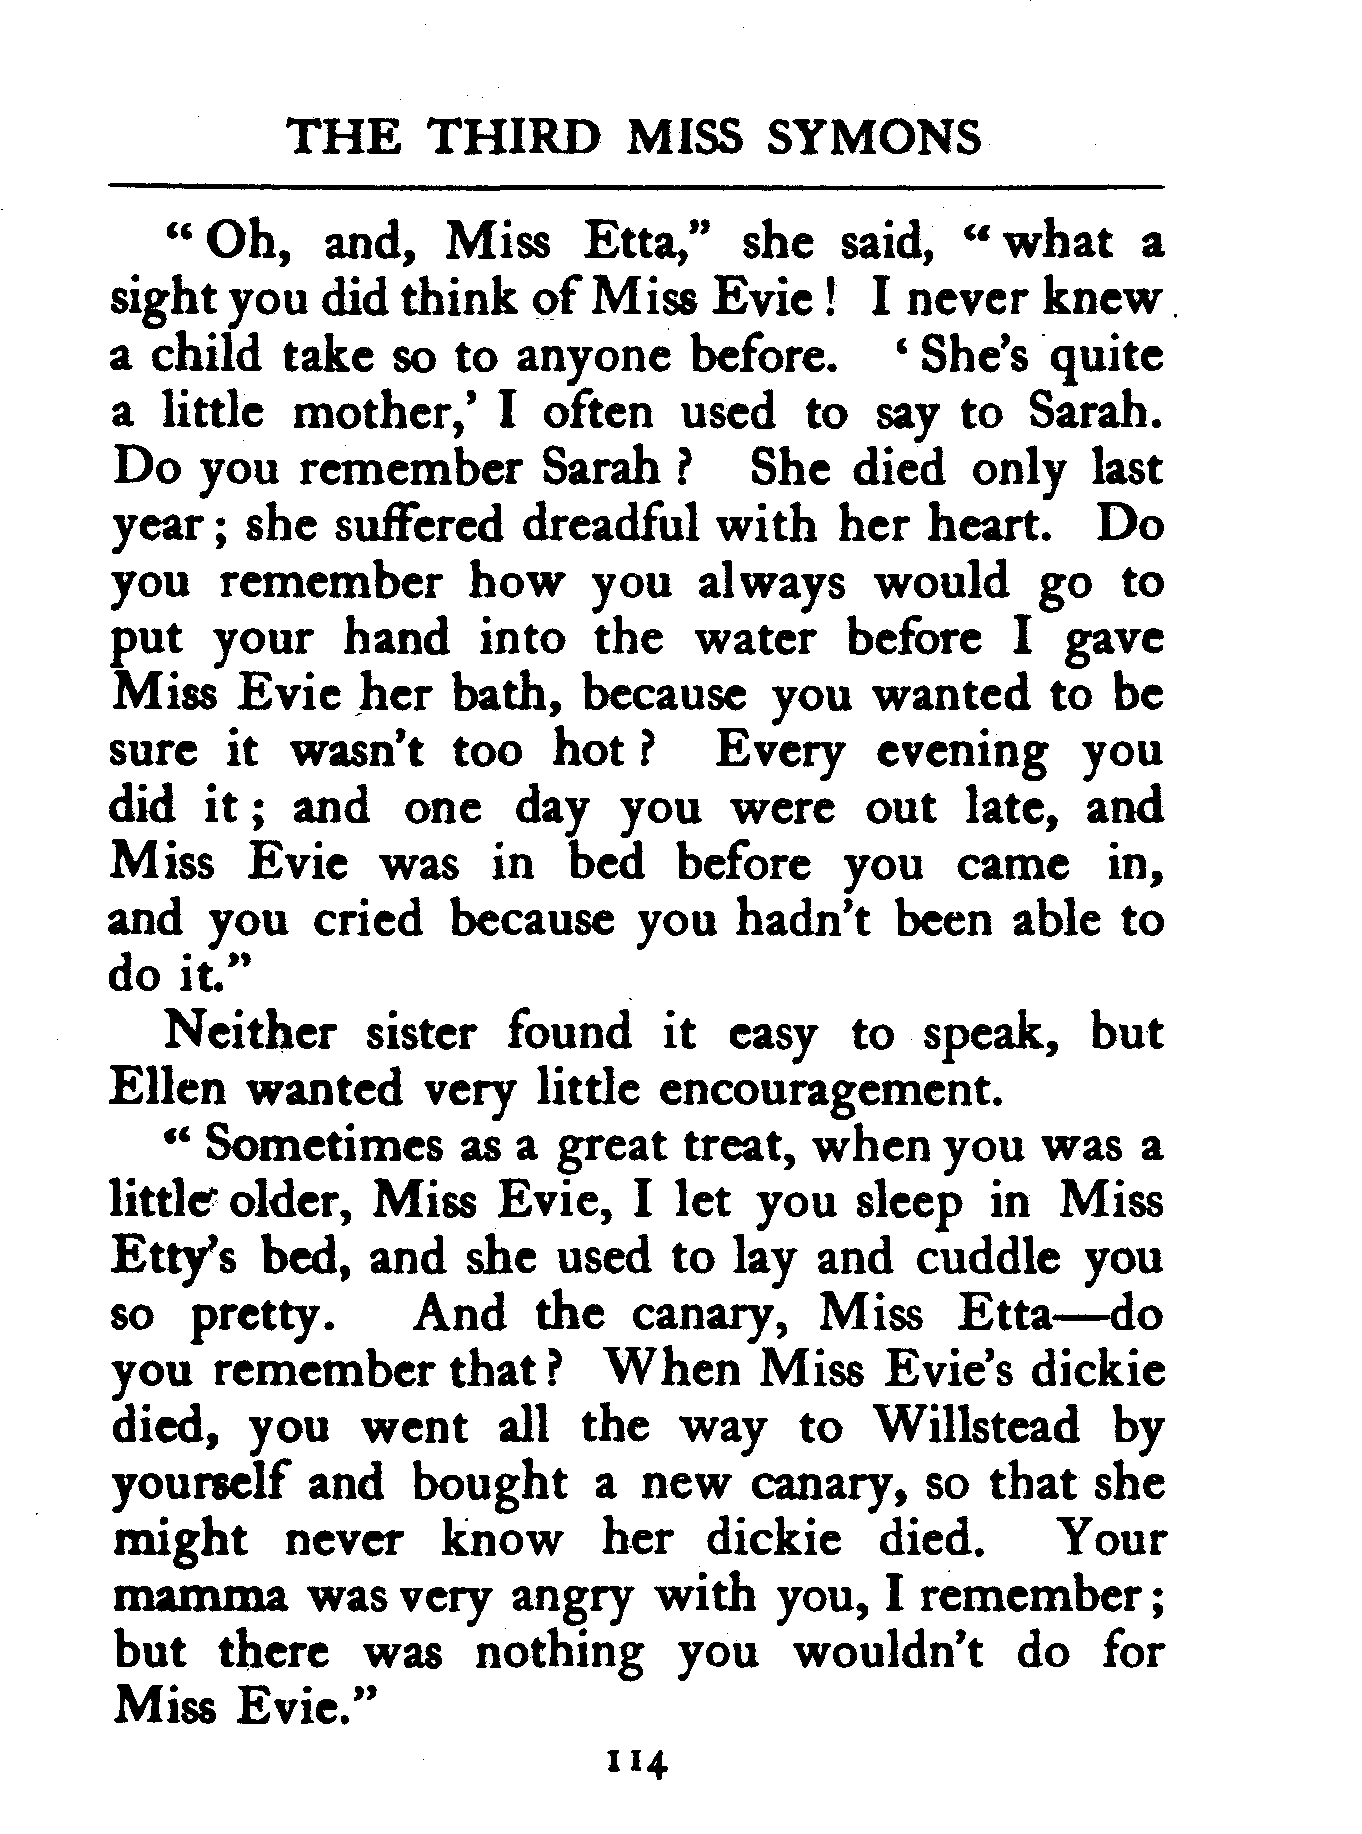 THE THIRD MISS SYMONS
“ Oh, and, Miss Etta,” she said, “ what a
sight you did think of Miss Evie ! I never knew
a child take so to anyone before. ‘ She’s quite
a little mother,’ I often used to say to Sarah.
Do you remember Sarah ? She died only last
year ; she suffered dreadful with her heart. Do
you remember how you always would go to
put your hand into the water before I gave
Miss Evie her bath, because you wanted to be
sure it wasn’t too hot ? Every evening you
did it ; and one day you were out late, and
Miss Evie was in bed before you came in,
and you cried because you hadn’t been able to
do it.”
Neither sister found it easy to speak, but
Ellen wanted very little encouragement.
“ Sometimes as a great treat, when you was a
little older, Miss Evie, I let you sleep in Miss
Etty’s bed, and she used to lay and cuddle you
so pretty. And the canary, Miss Etta—do
you remember that ? When Miss Evie’s dickie
died, you went all the way to Willstead by
yourself and bought a new canary, so that she
might never know her dickie died. Your
mamma was very angry with you, I remember ;
but there was nothing you wouldn’t do for
Miss Evie.”
114